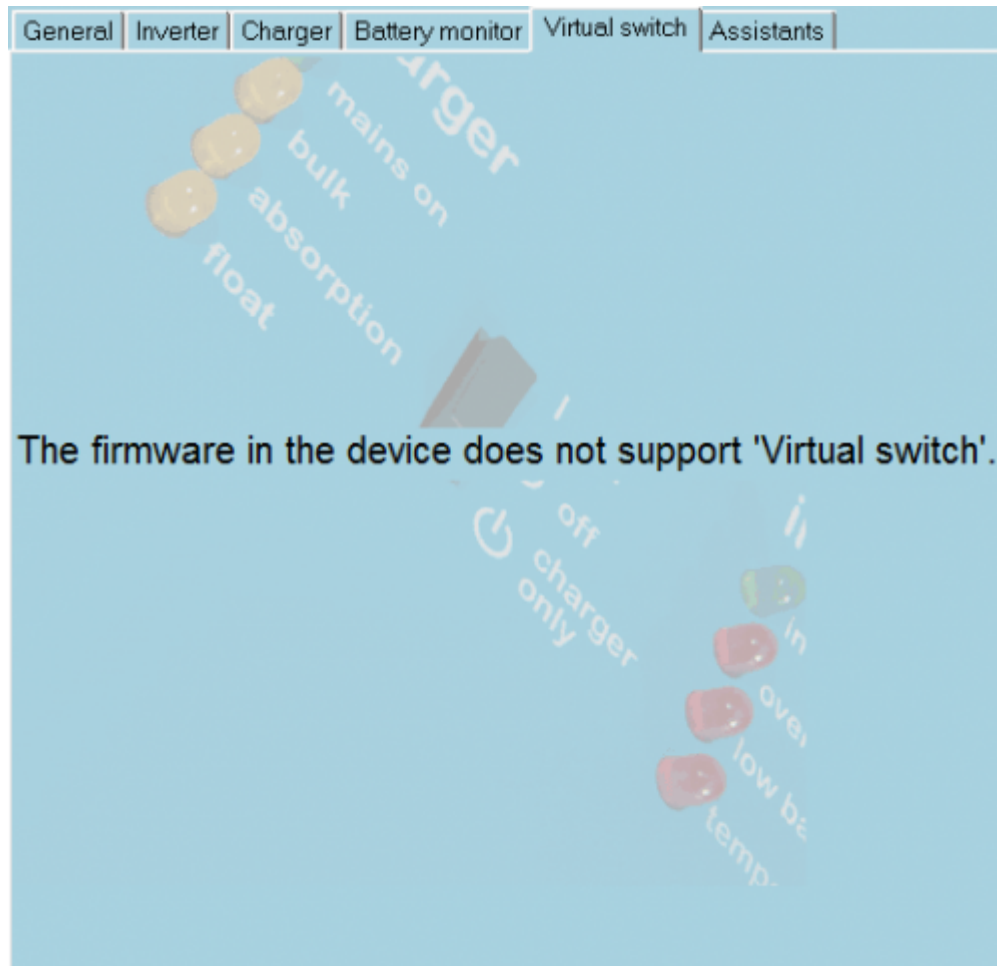 General Inverter Charger Battery monitor Virtual switch Assistants
mains on
bulk
absorption
float
I
The firmware in the device does not support 'Virtual switch'.
off
charger
only